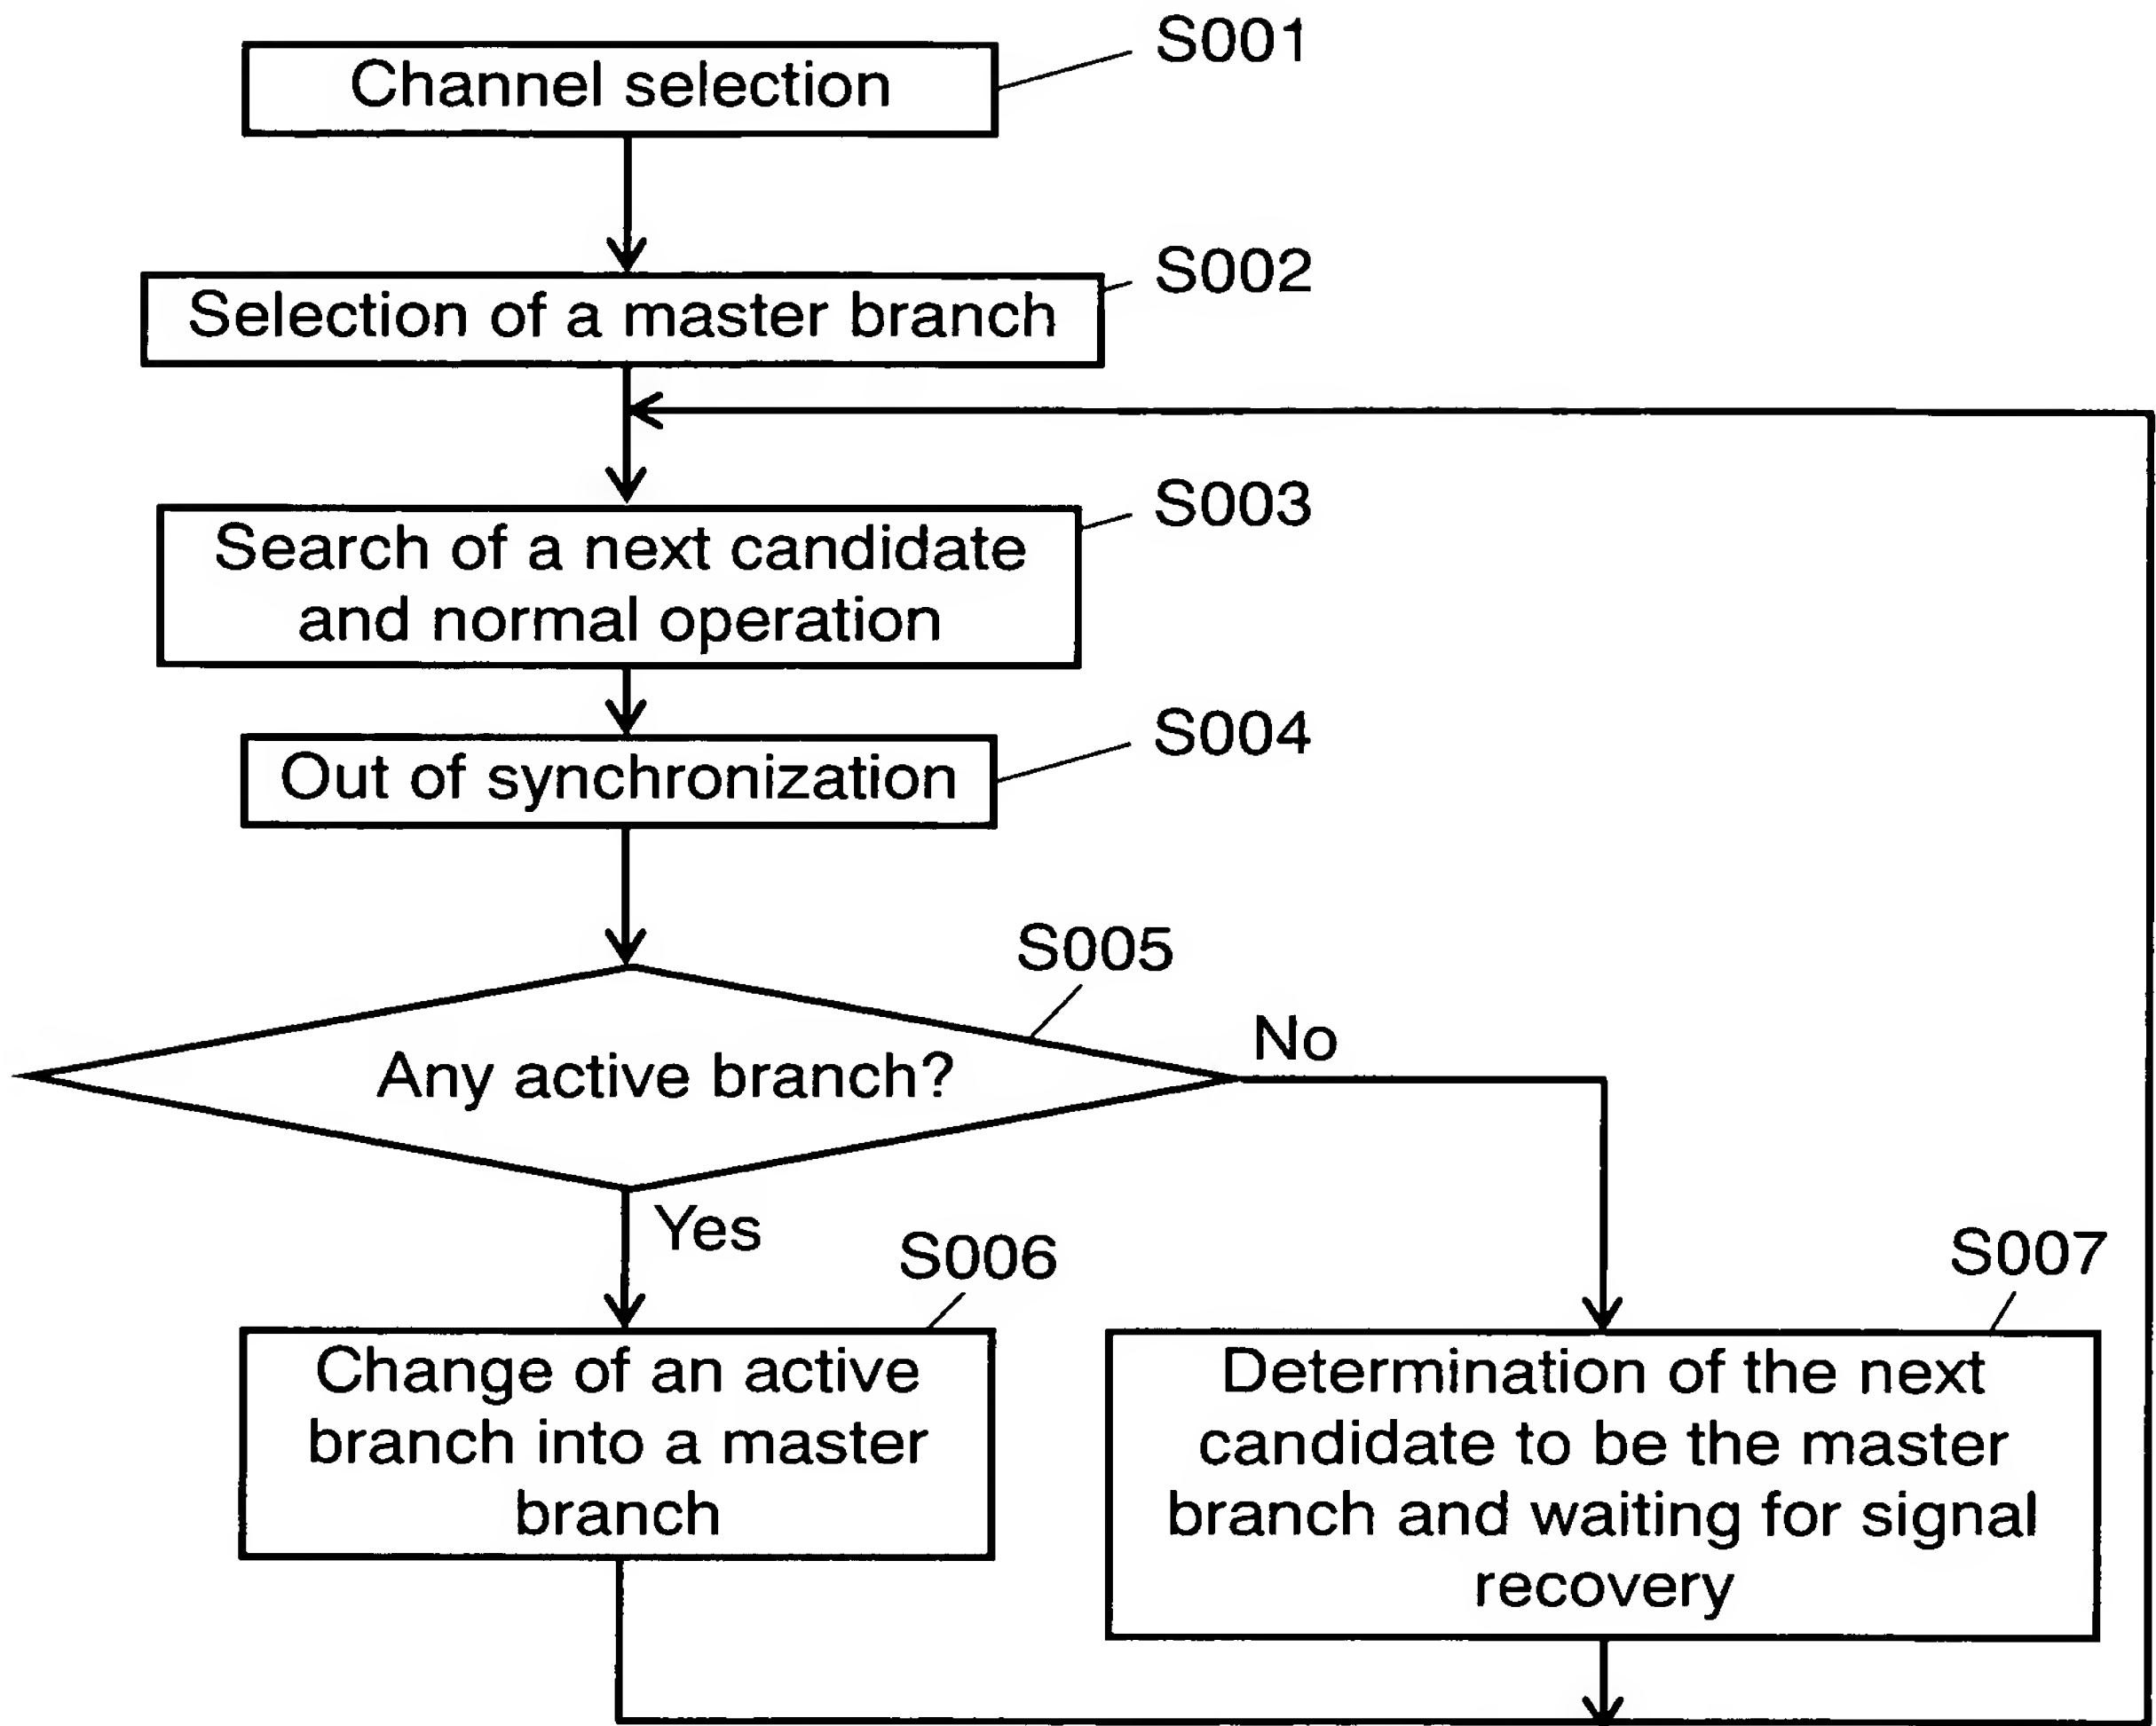 S001
Channel selection
S002
Selection of a master branch
S003
Search of a next candidate
and normal operation
S004
Out of synchronization
S005
Any active branch?
No
Yes
S006
Change of an active
branch into a master
branch
S007
Determination of the next
candidate to be the master
branch and waiting for signal
recovery